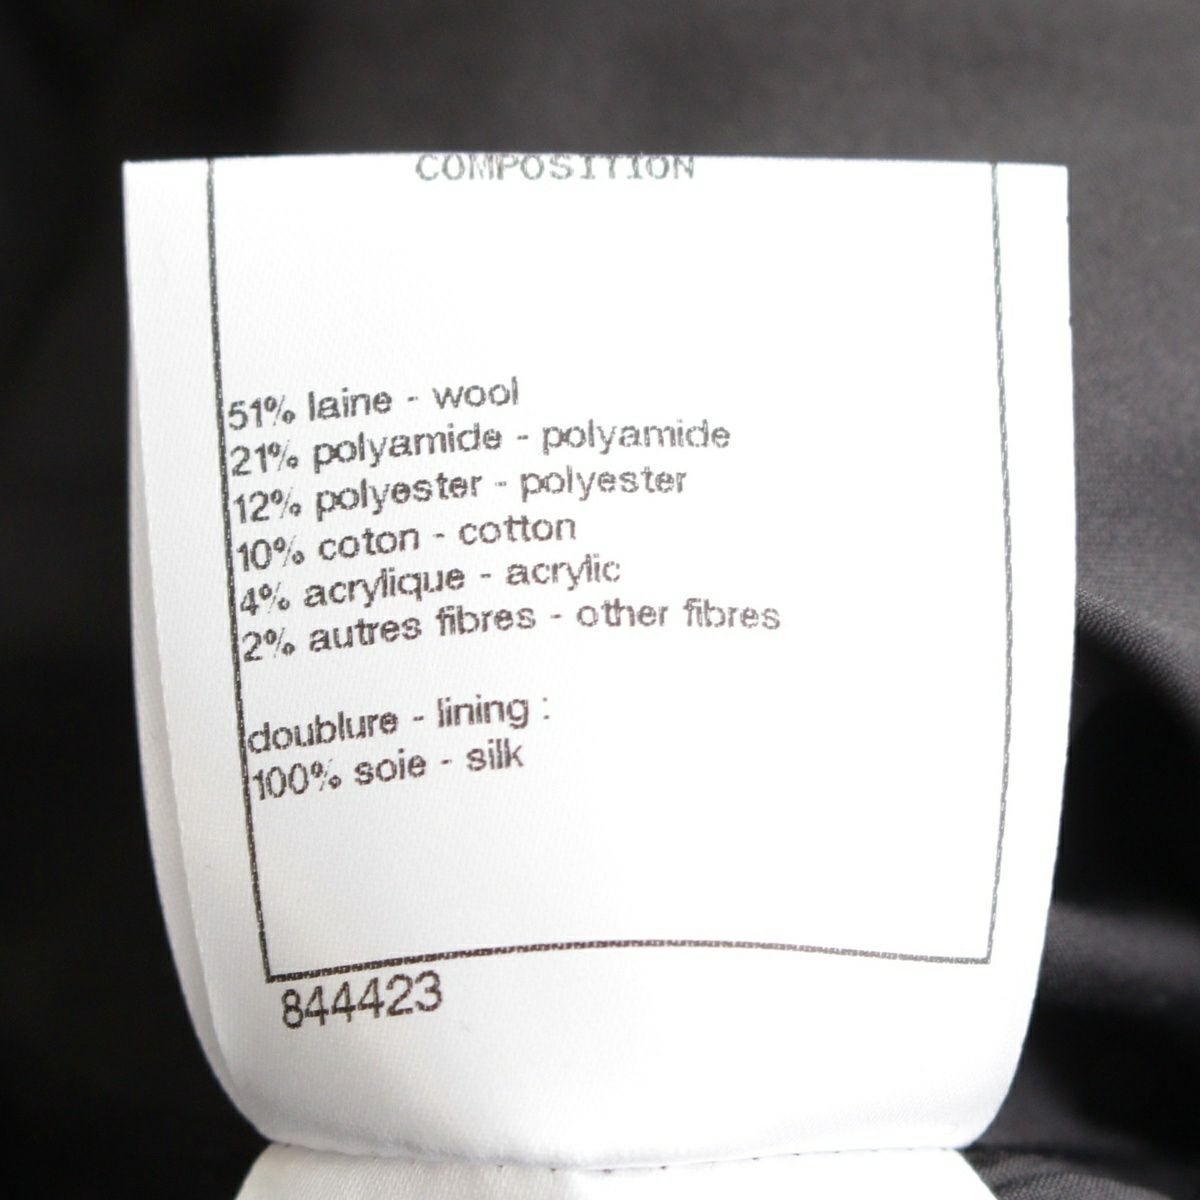 COMPOSITION
51% laine - wool
21% polyamide - polyamide
12% polyester - polyester
10% coton - cotton
4% acrylique - acrylic
2% autres fibres - other fibres
doublure - lining :
100% soie - silk
844423